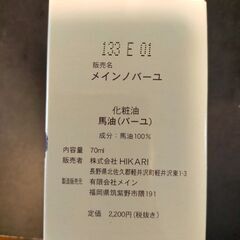 133 E 01
販売名
メインノバーユ
化粧油
馬油(バーユ)
成分：馬油100%
内容量 70ml
販売者 株式会社 HIKARI
長野県北佐久郡軽井沢町軽井沢東1-3
製造販売元 有限会社メイン
福岡県筑紫野市隈191
定価 2,200円(税抜き)